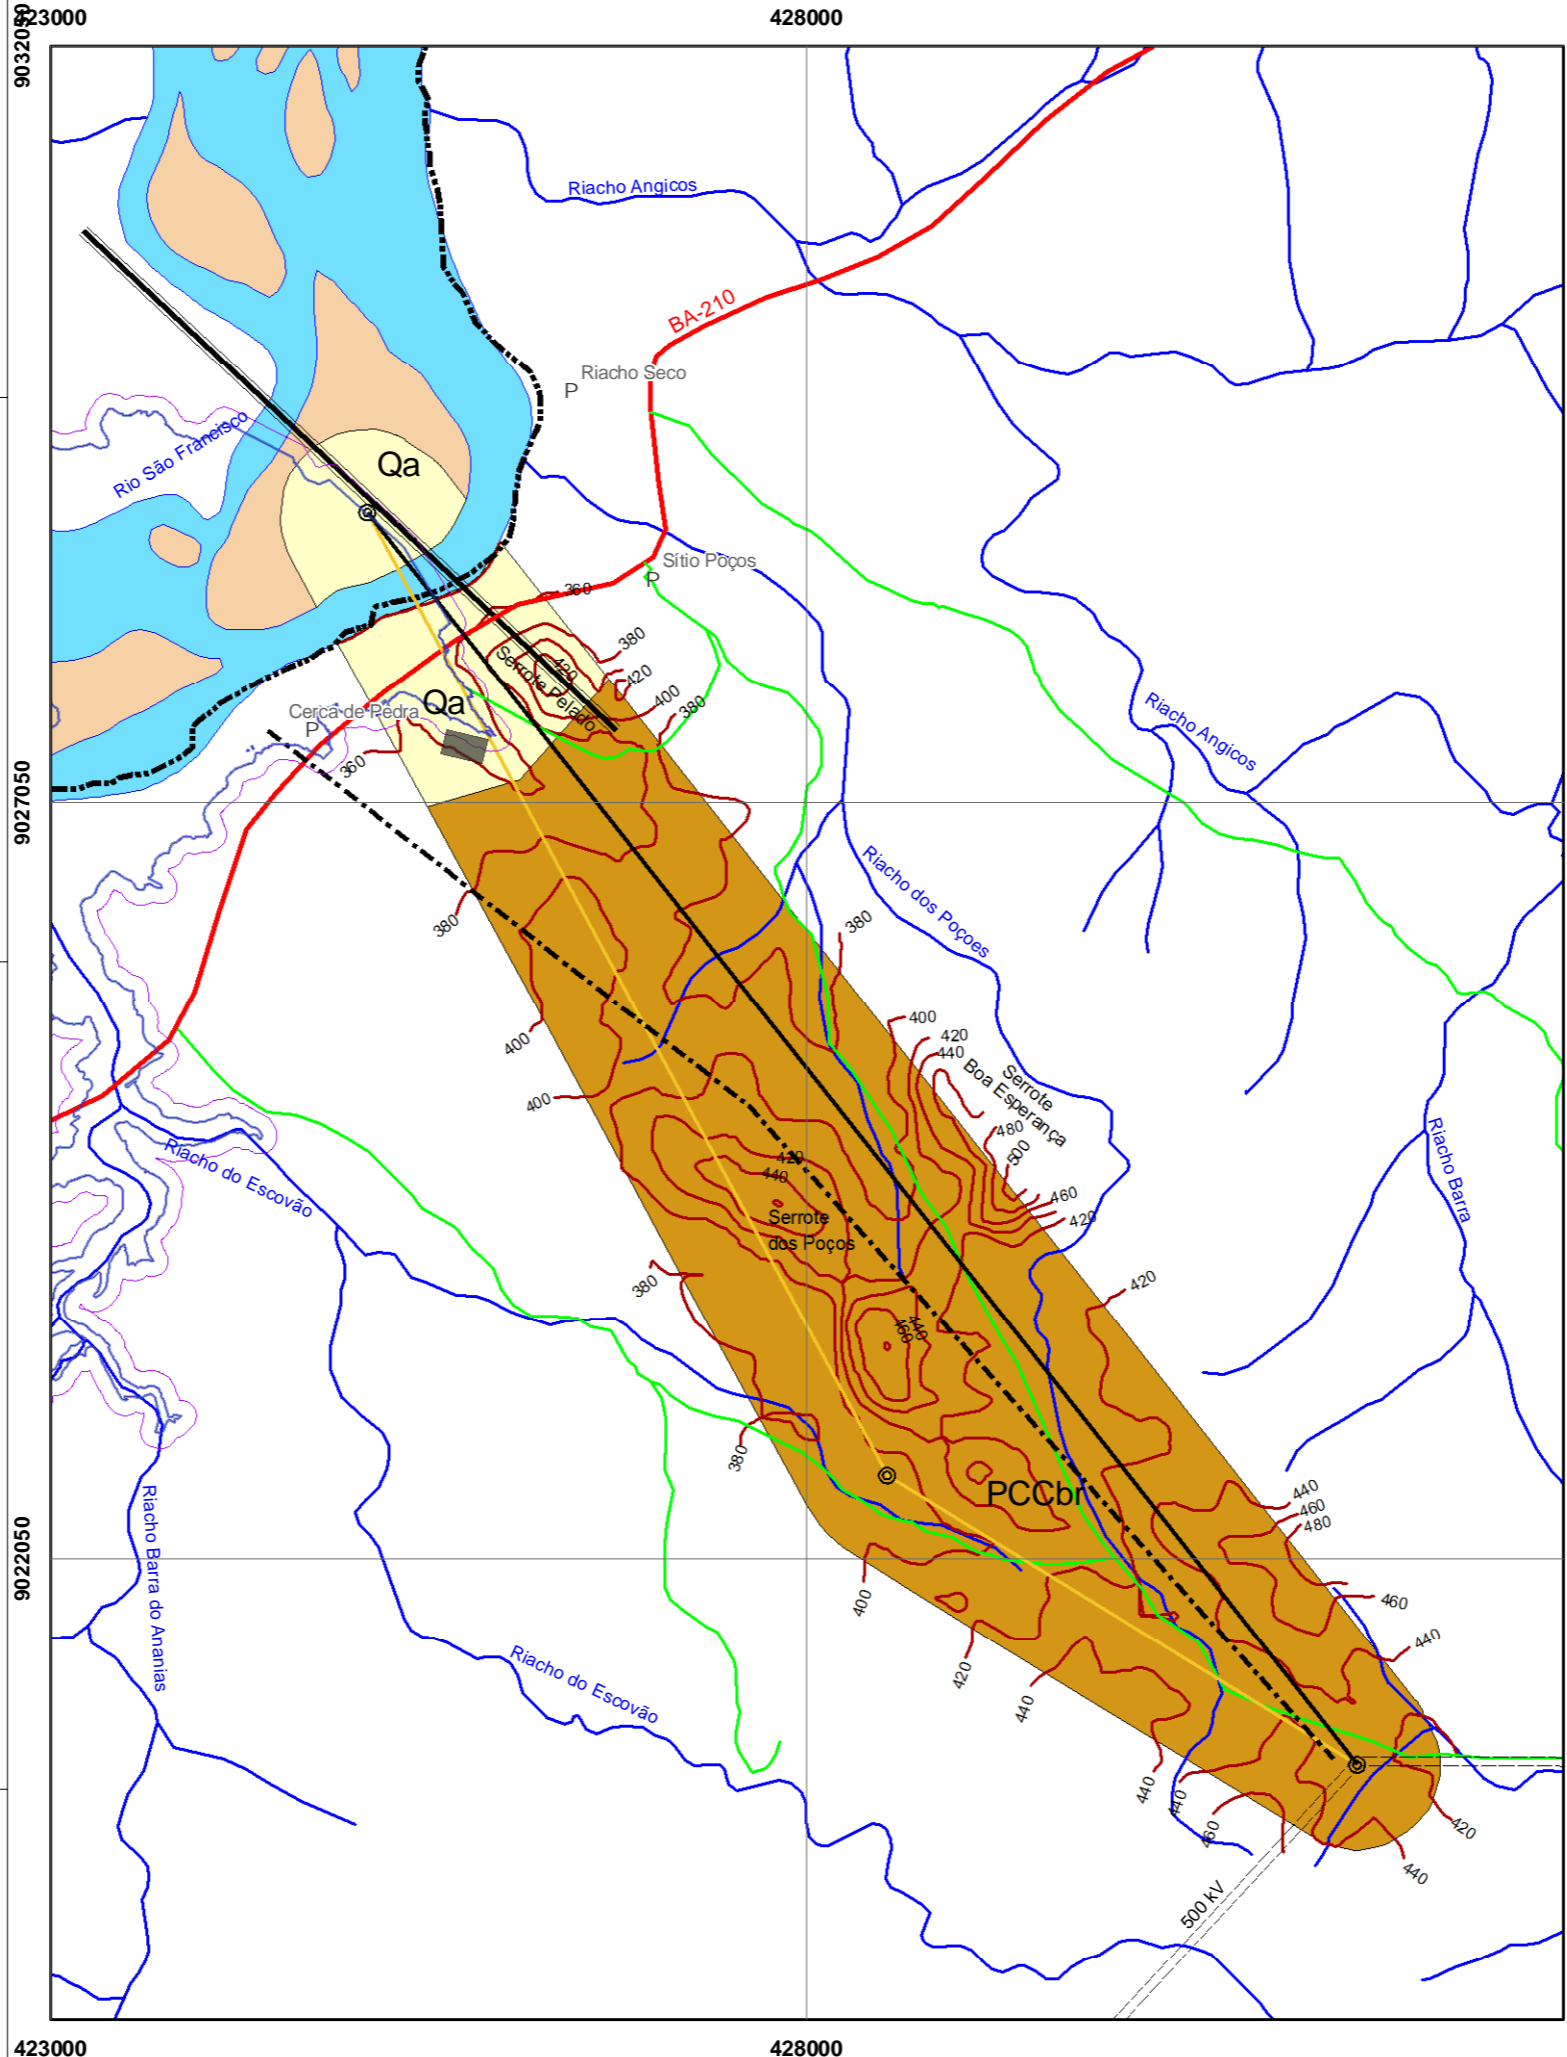 423000
428000
9032050
Riacho Angicos
BA-210
Riacho Seco
P
Rio São Francisco
Qa
Sítio Poços
P
360
380
Serrote Pelado
420
420
400
380
Qa
Cerca de Pedra
P
360
Riacho Angicos
9027050
Riacho dos Poçoes
380
380
400
400
420
440
Serrote
Boa Esperança
400
480
500
Riacho Barra
420
440
460
420
Riacho do Escovão
Serrote
dos Poços
380
420
460
440
380
PCCbr
440
460
480
Riacho Barra do Ananias
9022050
400
460
420
440
440
Riacho do Escovão
440
440
460
420
440
500 kV
423000
428000